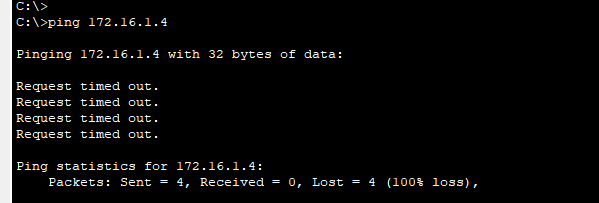 C:\>
C:\>ping 172.16.1.4
Pinging 172.16.1.4 with 32 bytes of data:
Request timed out.
Request timed out.
Request timed out.
Request timed out.
Ping statistics for 172.16.1.4:
    Packets: Sent = 4, Received = 0, Lost = 4 (100% loss),